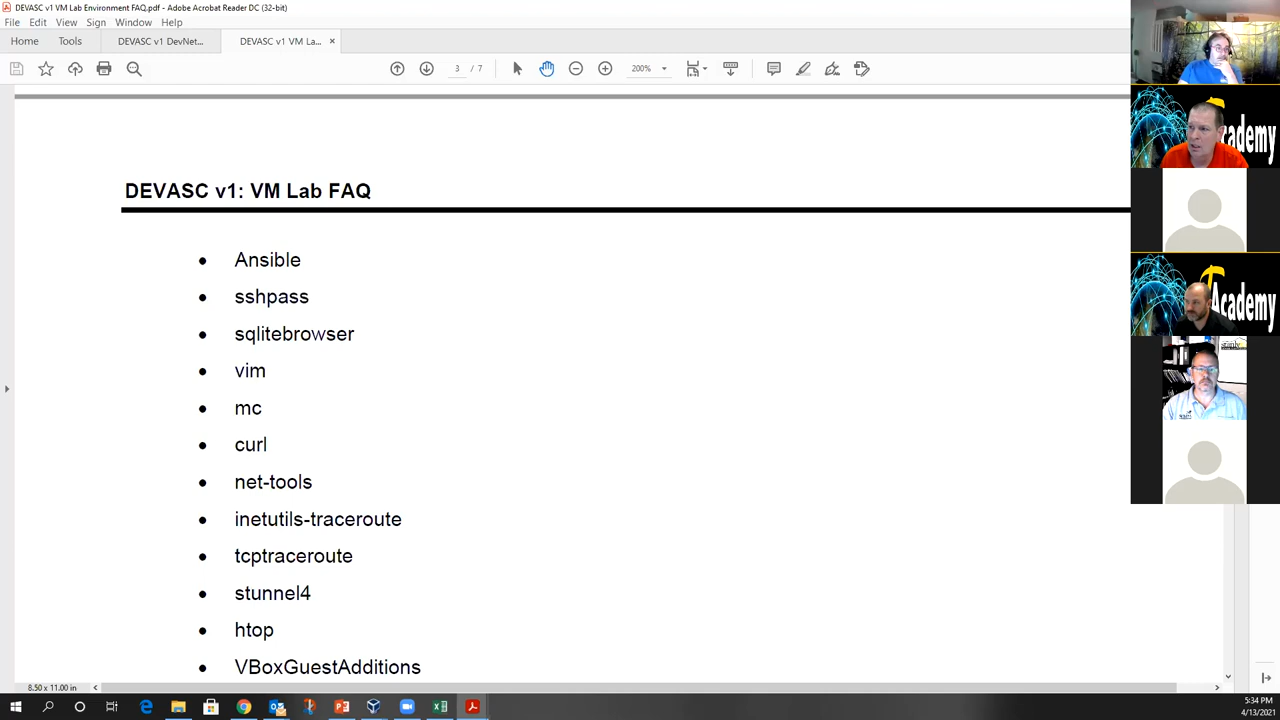 DEVASC v1 VM Lab Environment FAQ.pdf - Adobe Acrobat Reader DC (32-bit)
File Edit View Sign Window Help
Home Tools DEVASC v1 DevNet... DEVASC v1 VM La... ×
3 / 7 200%
DEVASC v1: VM Lab FAQ
• Ansible
• sshpass
• sqlitebrowser
• vim
• mc
• curl
• net-tools
• inetutils-traceroute
• tcptraceroute
• stunnel4
• htop
• VBoxGuestAdditions
8.50 x 11.00 in
5:34 PM
4/13/2021
cademy
Academy